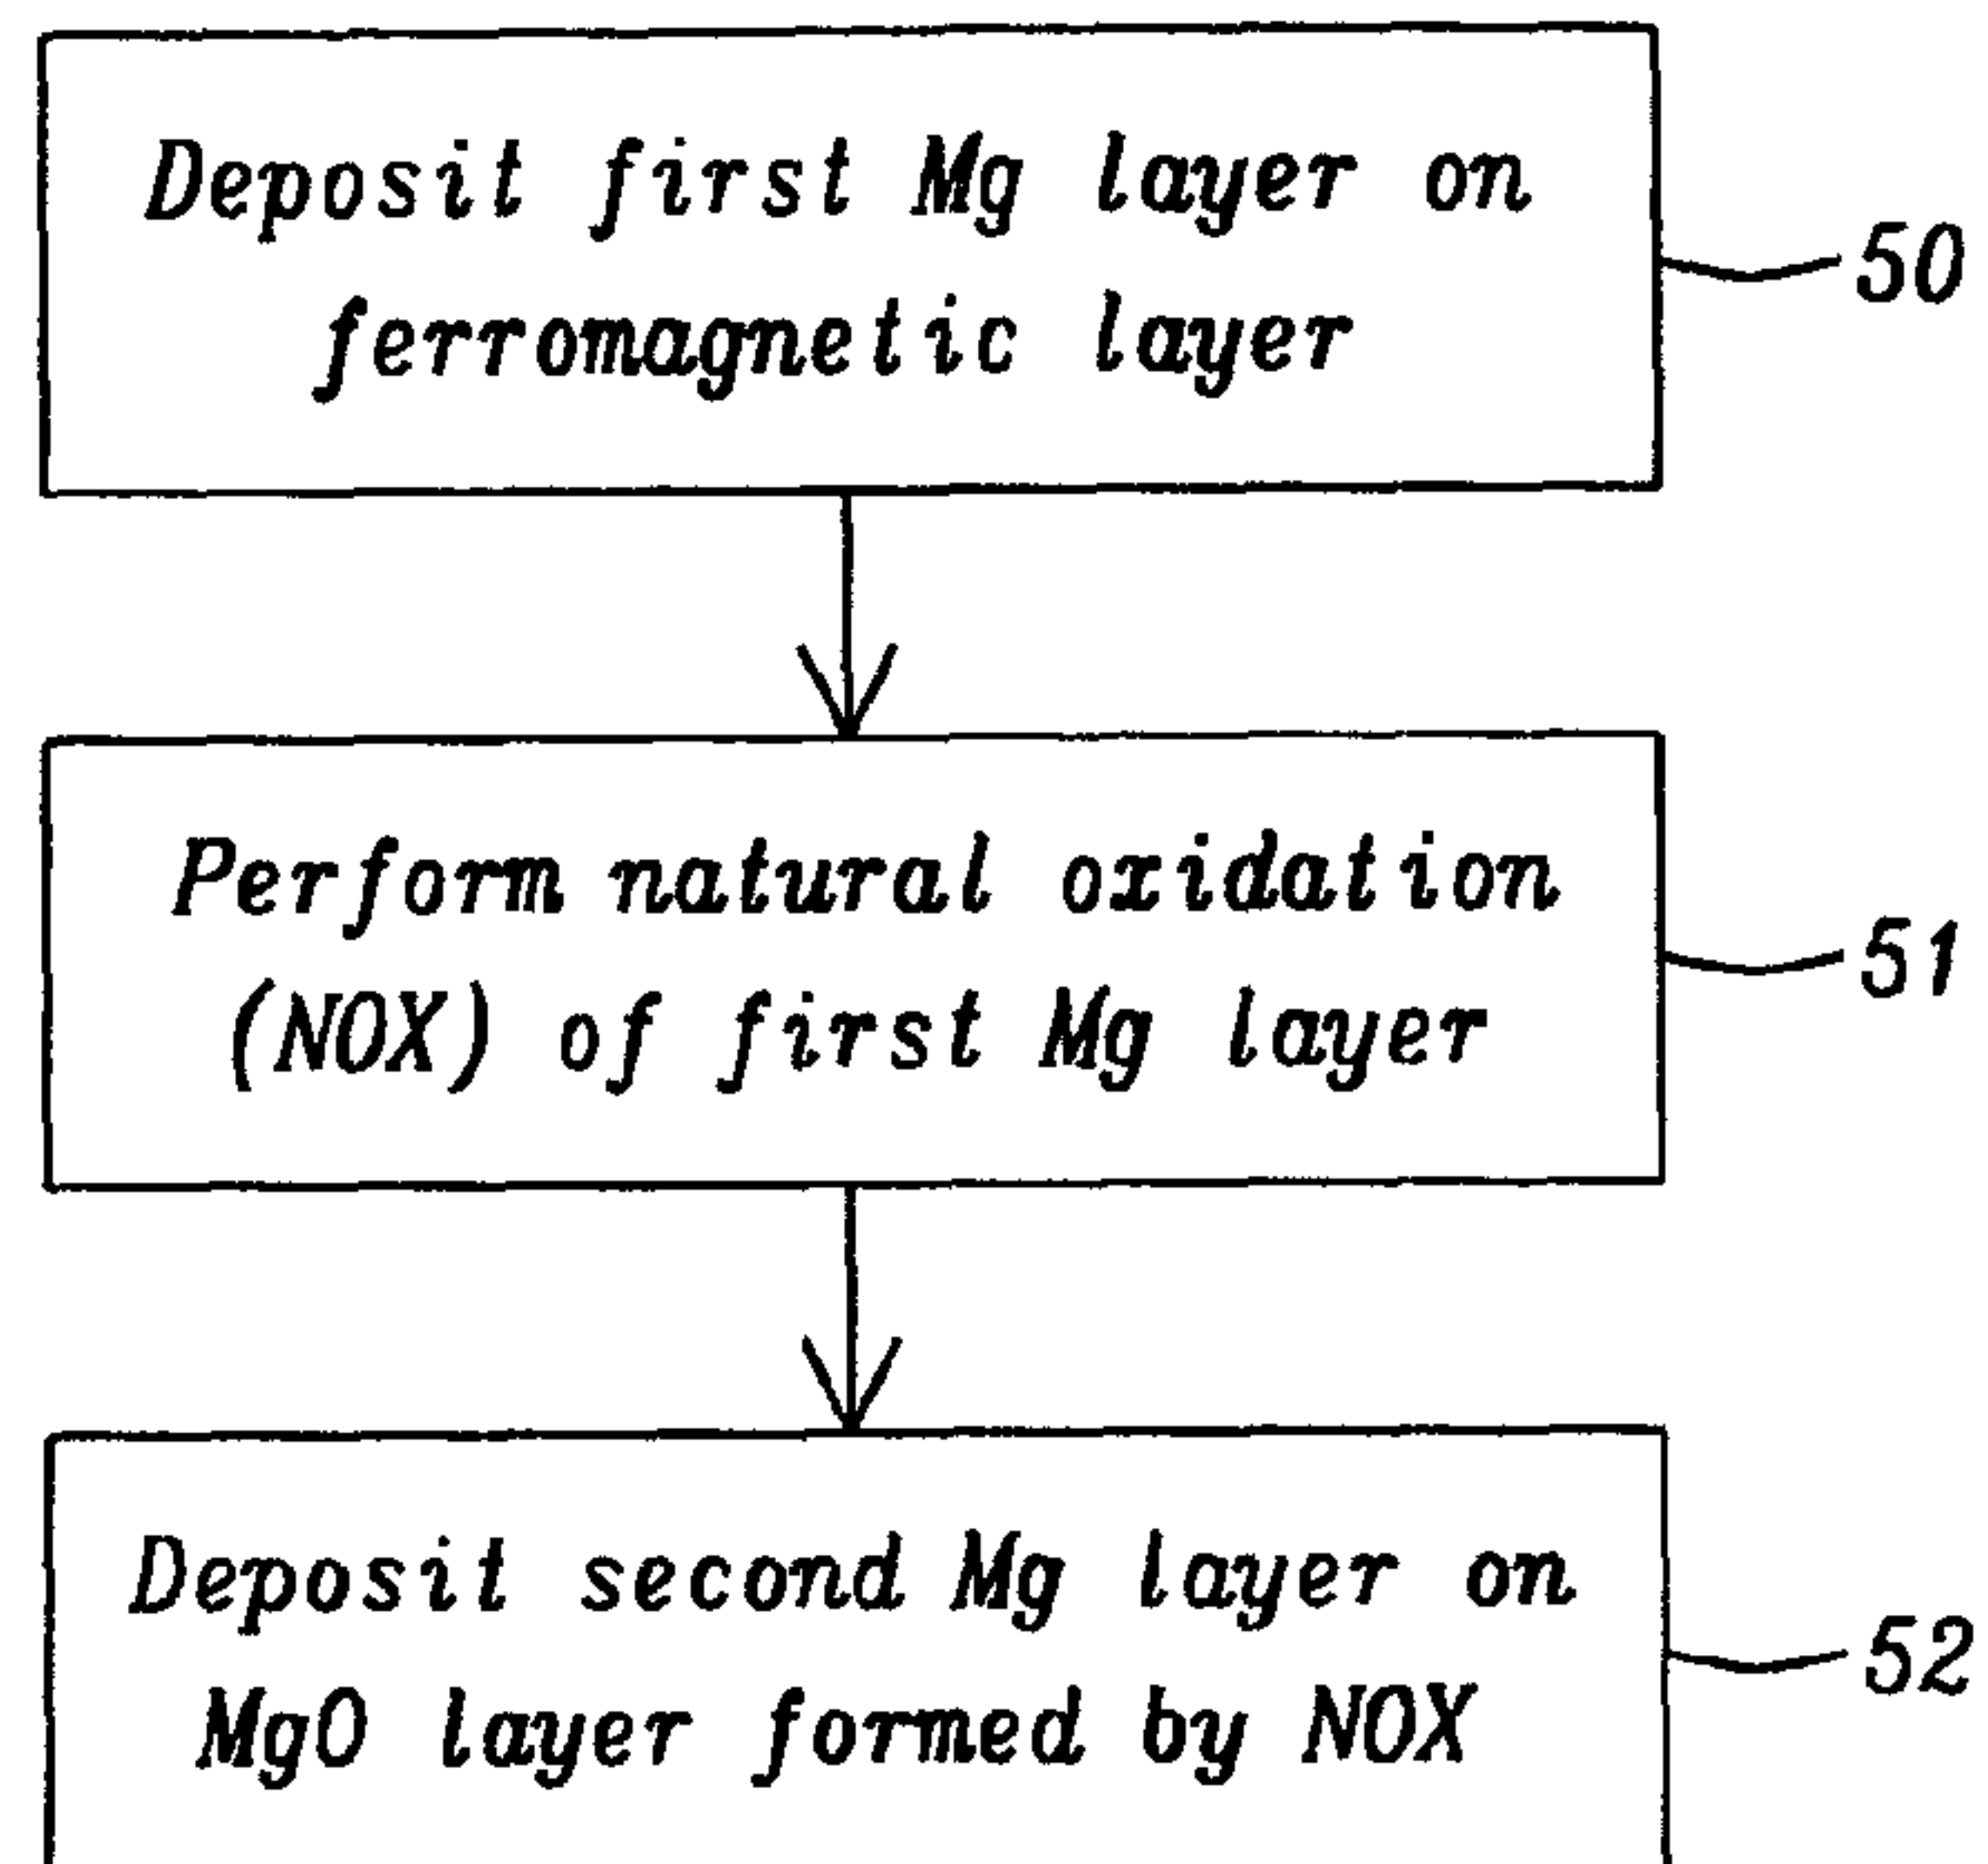 Deposit first Mg layer on
ferromagnetic layer
50
Perform natural oxidation
(NOX) of first Mg layer
51
Deposit second Mg layer on
MgO layer formed by NOX
52